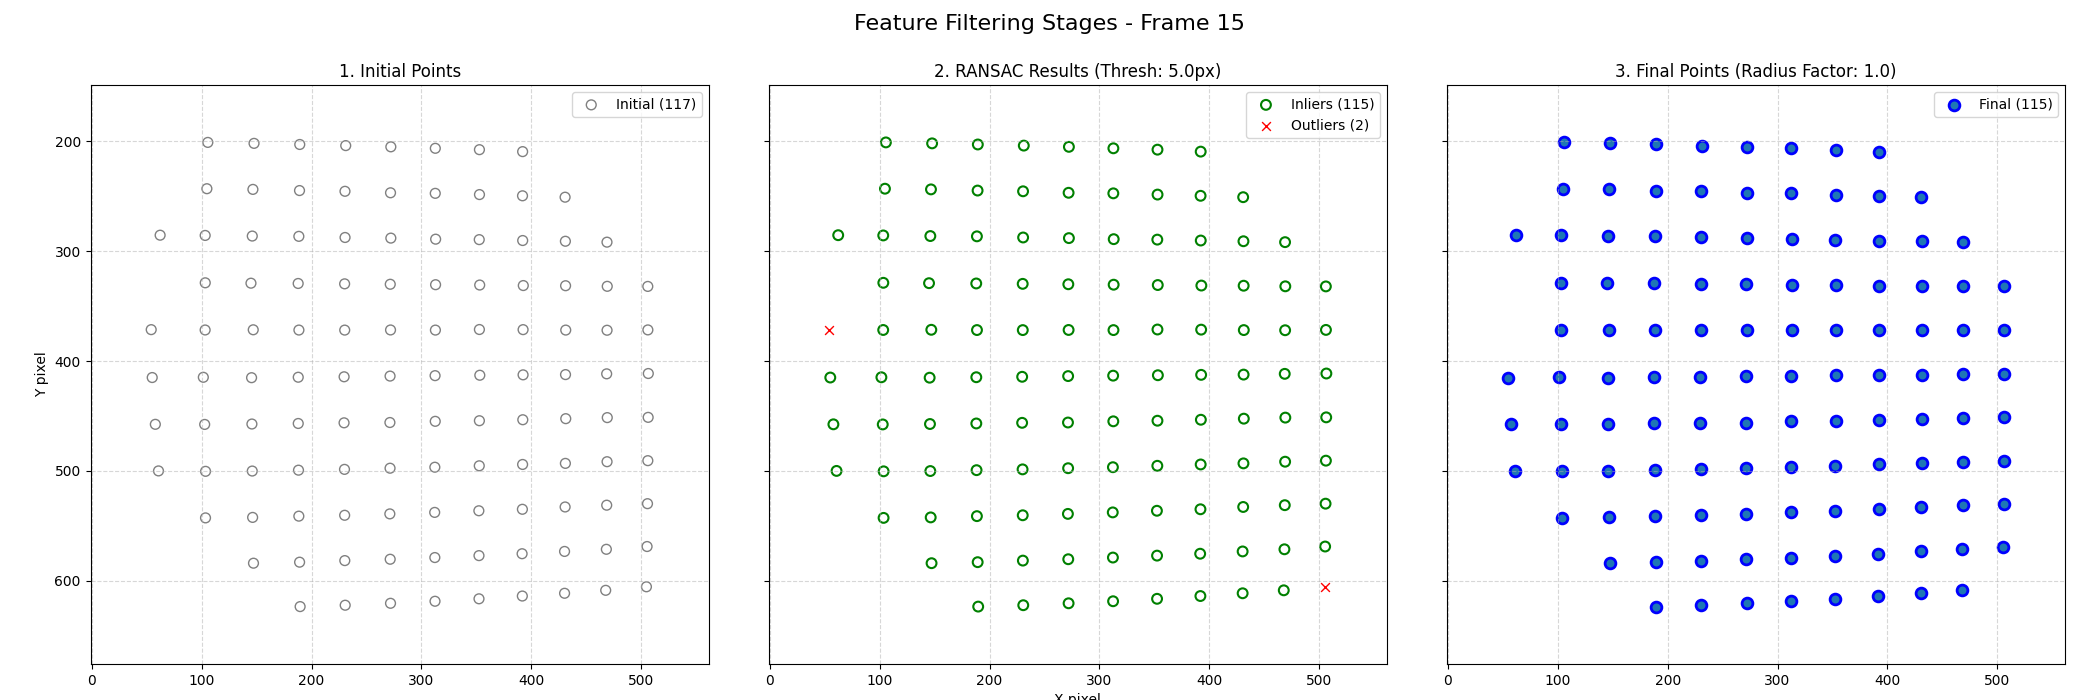 Feature Filtering Stages - Frame 15
1. Initial Points
Initial (117)
200
300
400
500
600
Y pixel
0 100 200 300 400 500
2. RANSAC Results (Thresh: 5.0px)
Inliers (115)
Outliers (2)
0 100 200 300 400 500
X pixel
3. Final Points (Radius Factor: 1.0)
Final (115)
0 100 200 300 400 500